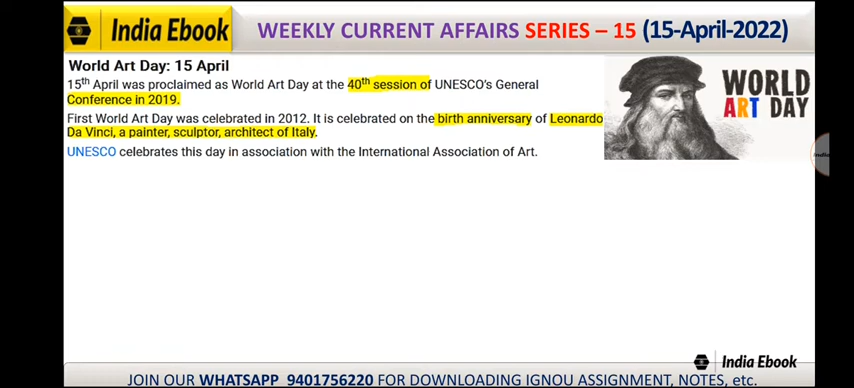 India Ebook WEEKLY CURRENT AFFAIRS SERIES – 15 (15-April-2022)
World Art Day: 15 April
15th April was proclaimed as World Art Day at the 40th session of UNESCO's General
Conference in 2019.
First World Art Day was celebrated in 2012. It is celebrated on the birth anniversary of Leonardo
Da Vinci, a painter, sculptor, architect of Italy.
UNESCO celebrates this day in association with the International Association of Art.
WORLD
ART DAY
India Ebook
JOIN OUR WHATSAPP 9401756220 FOR DOWNLOADING IGNOU ASSIGNMENT, NOTES, etc.